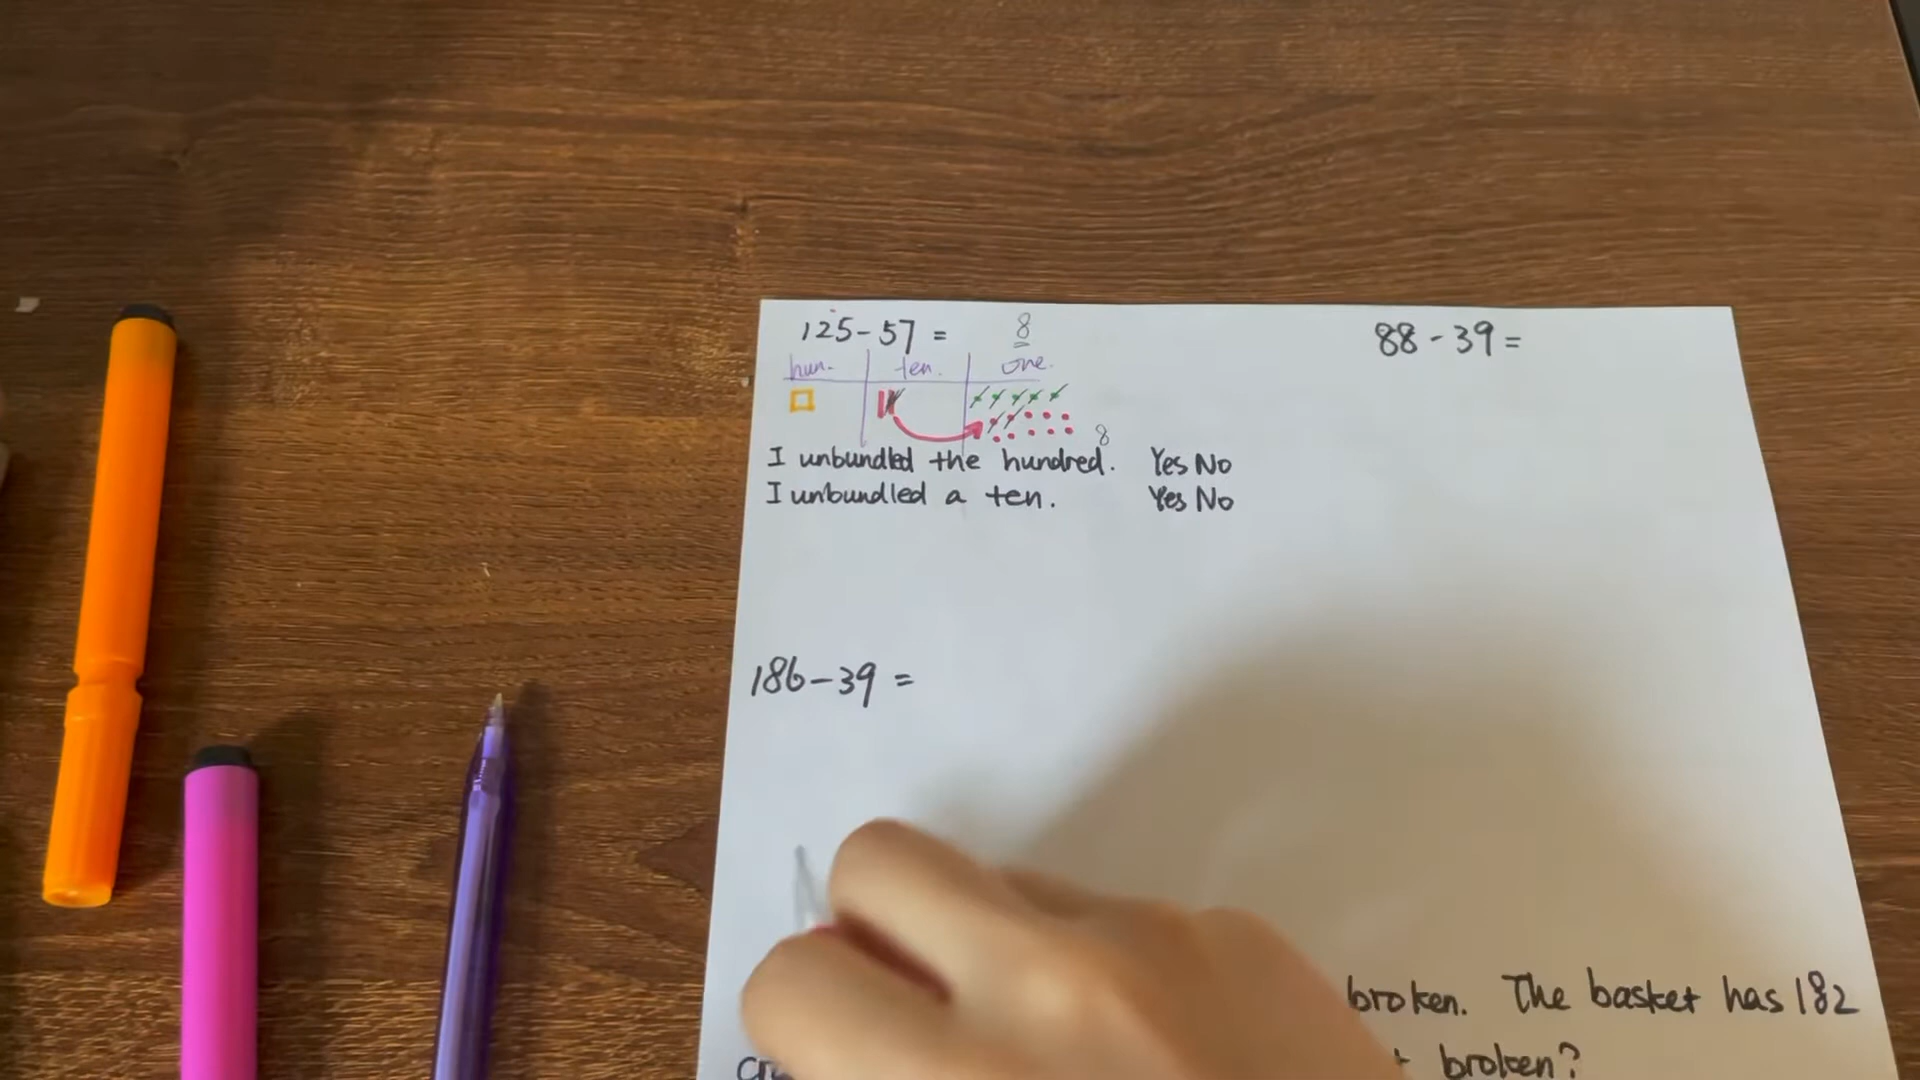 125-57 = 8
88 - 39 =
hun. ten. one.
8
I unbundled the hundred. Yes No
I unbundled a ten. Yes No
186-39 =
broken. The basket has 182
broken?